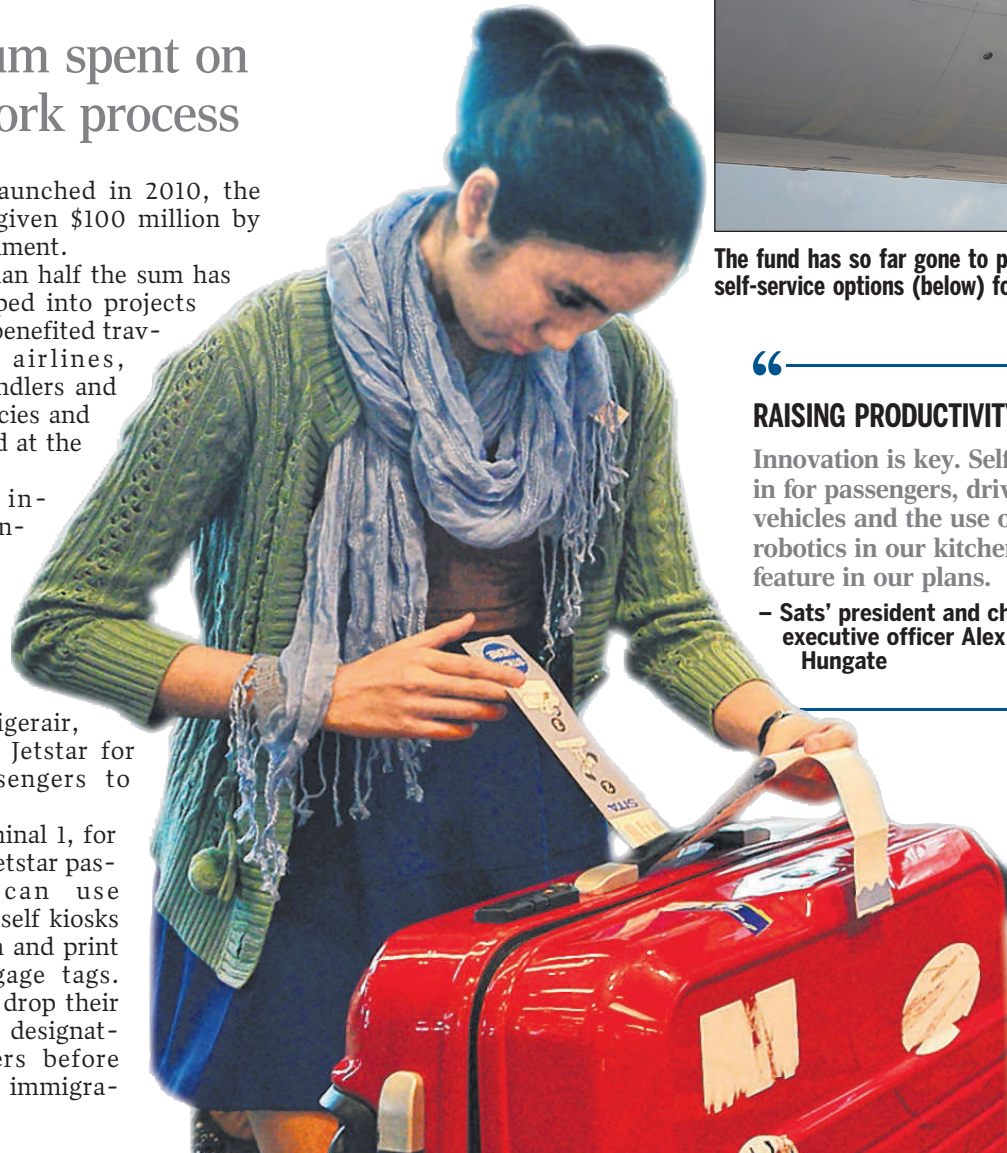 um spent on
ork process
aunched in 2010, the
given $100 million by
nment.
an half the sum has
ped into projects
benefited trav-
airlines,
ndlers and
cies and
d at the
in-
n-
igerair,
Jetstar for
sengers to
minal 1, for
etstar pas-
can use
self kiosks
n and print
gage tags.
drop their
designat-
ers before
immigra-
The fund has so far gone to p
self-service options (below) fo
“
RAISING PRODUCTIVITY
Innovation is key. Self
in for passengers, driv
vehicles and the use o
robotics in our kitchen
feature in our plans.
– Sats’ president and ch
executive officer Alex
Hungate
SITA